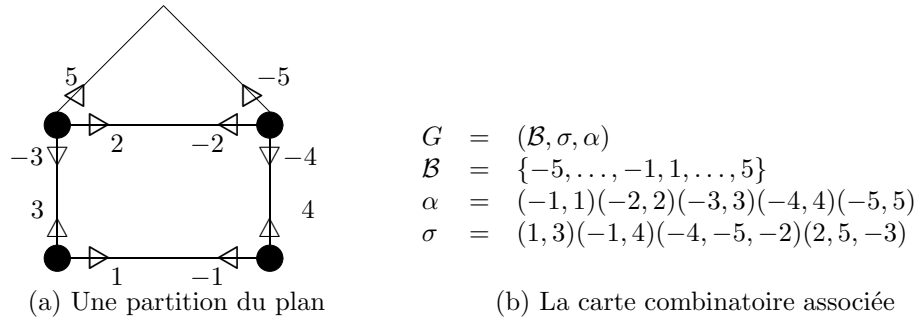 5 −5
2 −2
−3 −4
3 4
1 −1
(a) Une partition du plan
G = (B, σ, α)
B = {−5, . . . , −1, 1, . . . , 5}
α = (−1, 1)(−2, 2)(−3, 3)(−4, 4)(−5, 5)
σ = (1, 3)(−1, 4)(−4, −5, −2)(2, 5, −3)
(b) La carte combinatoire associée